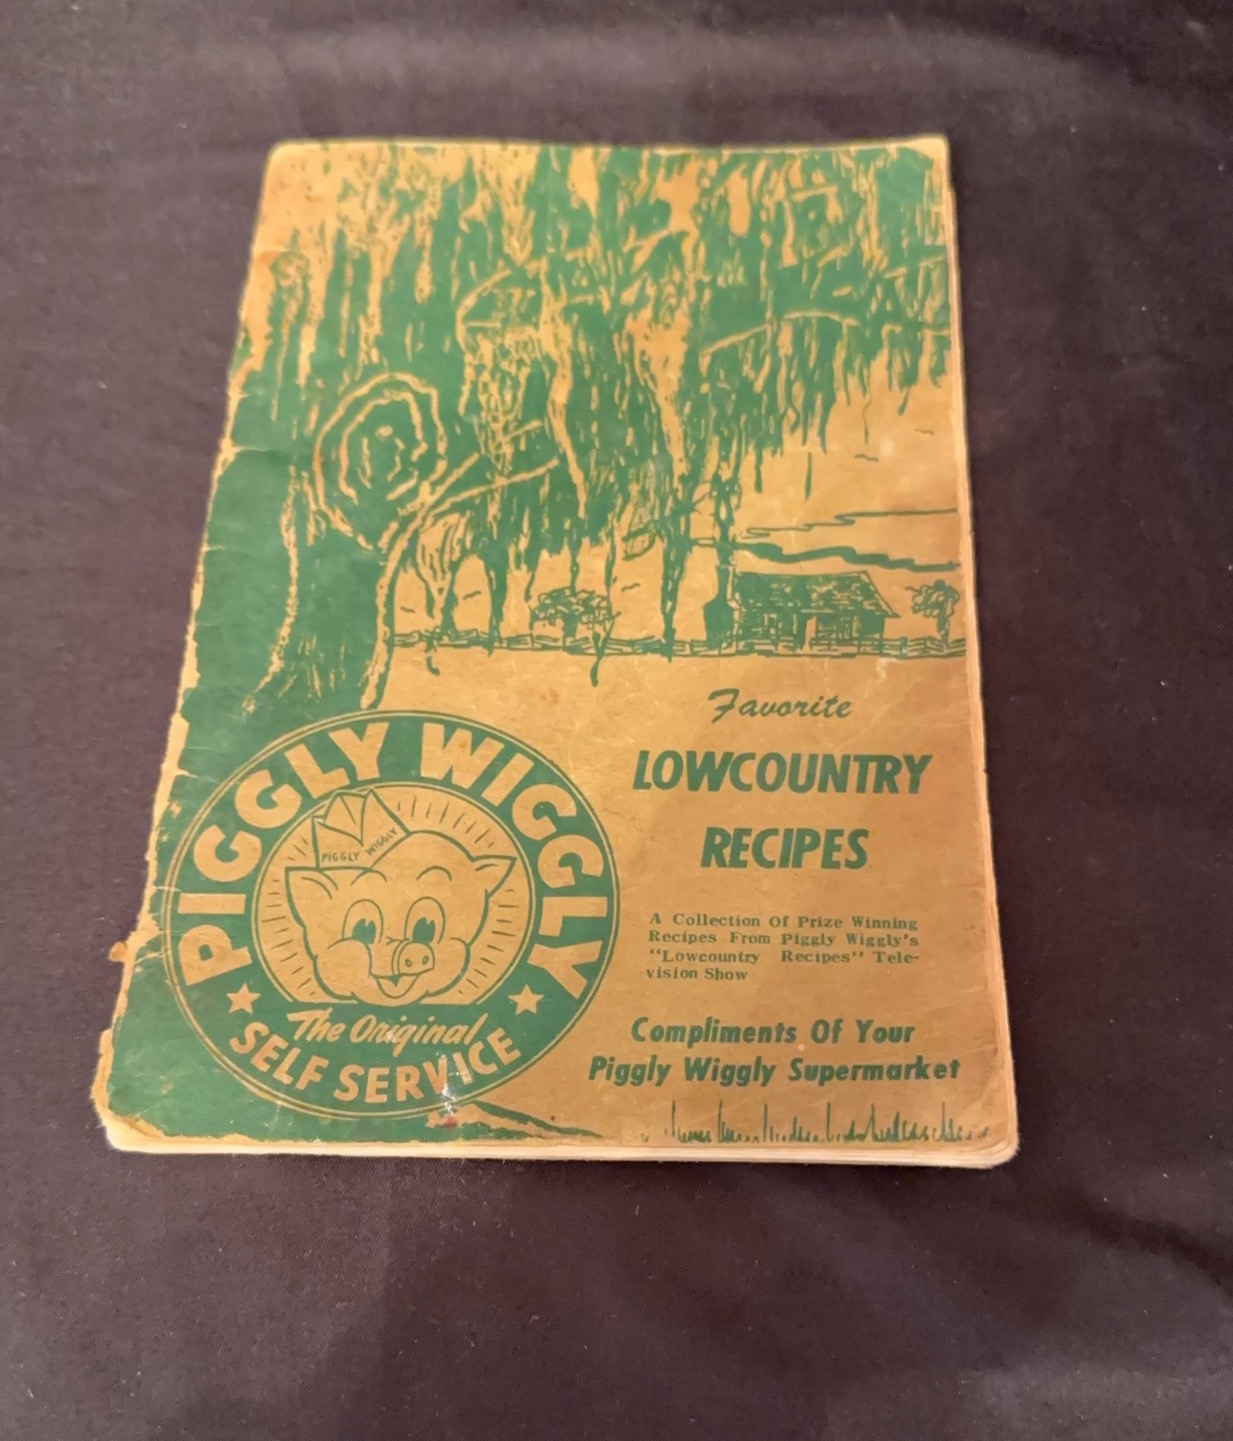 Favorite
LOWCOUNTRY
RECIPES
PIGGLY WIGGLY
PIGGLY WIGGLY
The Original
SELF SERVICE
A Collection Of Prize Winning
Recipes From Piggly Wiggly's
"Lowcountry Recipes" Tele-
vision Show
Compliments Of Your
Piggly Wiggly Supermarket